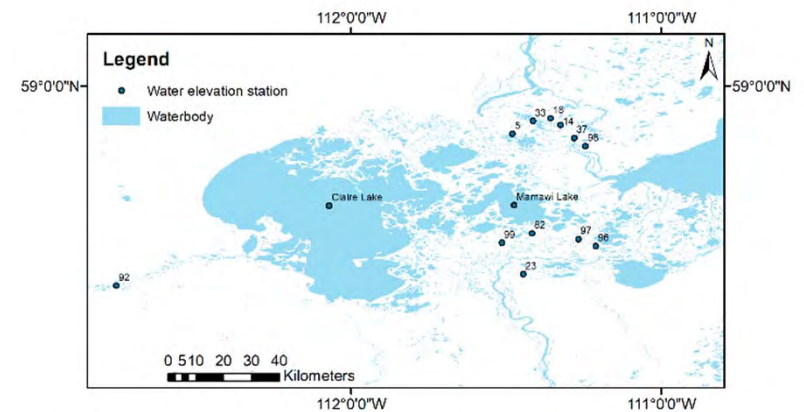 112°0'0"W
111°0'0"W
Legend
N
59°0'0"N
59°0'0"N
Water elevation station
Waterbody
33
18
14
5
37
98
Claire Lake
Mamawi Lake
82
99
97
96
23
92
0 5 10 20 30 40
Kilometers
112°0'0"W
111°0'0"W